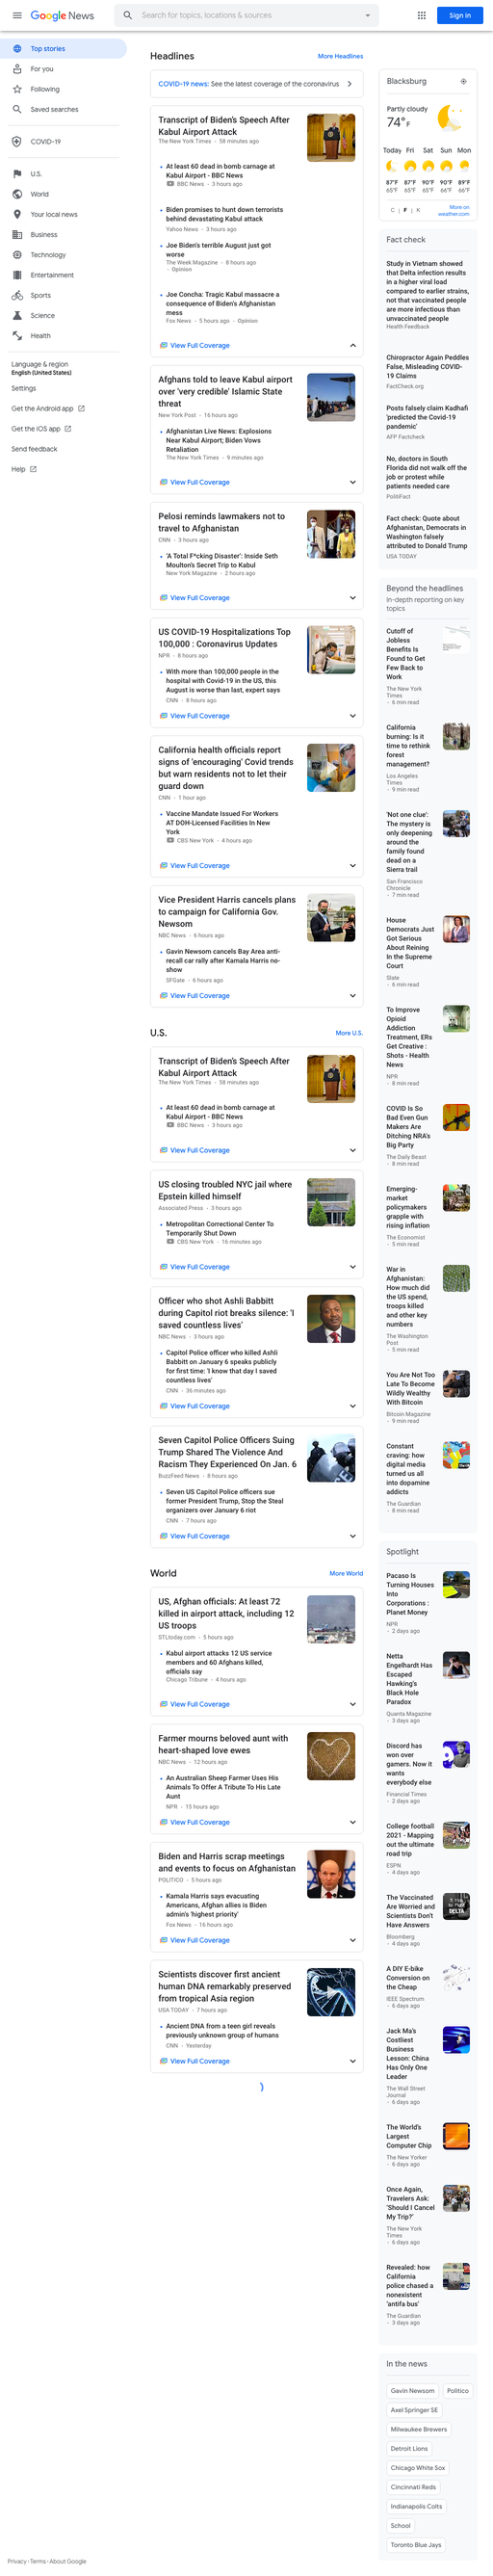 Google News
Search for topics, locations & sources
Sign in
Top stories
For you
Following
Saved searches
COVID-19
U.S.
World
Your local news
Business
Technology
Entertainment
Sports
Science
Health
Language & region
English (United States)
Settings
Get the Android app
Get the iOS app
Send feedback
Help
Headlines
More Headlines
COVID-19 news: See the latest coverage of the coronavirus
Transcript of Biden's Speech After
Kabul Airport Attack
The New York Times · 58 minutes ago
At least 60 dead in bomb carnage at
Kabul Airport - BBC News
BBC News · 3 hours ago
Biden promises to hunt down terrorists
behind devastating Kabul attack
Yahoo News · 3 hours ago
Joe Biden's terrible August just got
worse
The Week Magazine · 8 hours ago
· Opinion
Joe Concha: Tragic Kabul massacre a
consequence of Biden's Afghanistan
mess
Fox News · 5 hours ago · Opinion
View Full Coverage
Afghans told to leave Kabul airport
over 'very credible' Islamic State
threat
New York Post · 16 hours ago
Afghanistan Live News: Explosions
Near Kabul Airport; Biden Vows
Retaliation
The New York Times · 9 minutes ago
View Full Coverage
Pelosi reminds lawmakers not to
travel to Afghanistan
CNN · 3 hours ago
'A Total F*cking Disaster': Inside Seth
Moulton's Secret Trip to Kabul
New York Magazine · 2 hours ago
View Full Coverage
US COVID-19 Hospitalizations Top
100,000 : Coronavirus Updates
NPR · 8 hours ago
With more than 100,000 people in the
hospital with Covid-19 in the US, this
August is worse than last, expert says
CNN · 8 hours ago
View Full Coverage
California health officials report
signs of 'encouraging' Covid trends
but warn residents not to let their
guard down
CNN · 1 hour ago
Vaccine Mandate Issued For Workers
AT DOH-Licensed Facilities In New
York
CBS New York · 4 hours ago
View Full Coverage
Vice President Harris cancels plans
to campaign for California Gov.
Newsom
NBC News · 6 hours ago
Gavin Newsom cancels Bay Area anti-
recall car rally after Kamala Harris no-
show
SFGate · 6 hours ago
View Full Coverage
U.S.
More U.S.
Transcript of Biden's Speech After
Kabul Airport Attack
The New York Times · 58 minutes ago
At least 60 dead in bomb carnage at
Kabul Airport - BBC News
BBC News · 3 hours ago
View Full Coverage
US closing troubled NYC jail where
Epstein killed himself
Associated Press · 3 hours ago
Metropolitan Correctional Center To
Temporarily Shut Down
CBS New York · 16 minutes ago
View Full Coverage
Officer who shot Ashli Babbitt
during Capitol riot breaks silence: 'I
saved countless lives'
NBC News · 3 hours ago
Capitol Police officer who killed Ashli
Babbitt on January 6 speaks publicly
for first time: 'I know that day I saved
countless lives'
CNN · 36 minutes ago
View Full Coverage
Seven Capitol Police Officers Suing
Trump Shared The Violence And
Racism They Experienced On Jan. 6
BuzzFeed News · 8 hours ago
Seven US Capitol Police officers sue
former President Trump, Stop the Steal
organizers over January 6 riot
CNN · 7 hours ago
View Full Coverage
World
More World
US, Afghan officials: At least 72
killed in airport attack, including 12
US troops
STLtoday.com · 5 hours ago
Kabul airport attacks 12 US service
members and 60 Afghans killed,
officials say
Chicago Tribune · 4 hours ago
View Full Coverage
Farmer mourns beloved aunt with
heart-shaped love ewes
NBC News · 12 hours ago
An Australian Sheep Farmer Uses His
Animals To Offer A Tribute To His Late
Aunt
NPR · 15 hours ago
View Full Coverage
Biden and Harris scrap meetings
and events to focus on Afghanistan
POLITICO · 5 hours ago
Kamala Harris says evacuating
Americans, Afghan allies is Biden
admin's 'highest priority'
Fox News · 16 hours ago
View Full Coverage
Scientists discover first ancient
human DNA remarkably preserved
from tropical Asia region
USA TODAY · 7 hours ago
Ancient DNA from a teen girl reveals
previously unknown group of humans
CNN · Yesterday
View Full Coverage
Blacksburg
Partly cloudy
74° F
Today Fri Sat Sun Mon
87°F 87°F 90°F 90°F 89°F
65°F 65°F 65°F 66°F 66°F
C | F | K
More on
weather.com
Fact check
Study in Vietnam showed
that Delta infection results
in a higher viral load
compared to earlier strains,
not that vaccinated people
are more infectious than
unvaccinated people
Health Feedback
Chiropractor Again Peddles
False, Misleading COVID-
19 Claims
FactCheck.org
Posts falsely claim Kadhafi
'predicted the Covid-19
pandemic'
AFP Factcheck
No, doctors in South
Florida did not walk off the
job or protest while
patients needed care
PolitiFact
Fact check: Quote about
Afghanistan, Democrats in
Washington falsely
attributed to Donald Trump
USA TODAY
Beyond the headlines
In-depth reporting on key
topics
Cutoff of
Jobless
Benefits Is
Found to Get
Few Back to
Work
The New York
Times
· 6 min read
California
burning: Is it
time to rethink
forest
management?
Los Angeles
Times
· 9 min read
'Not one clue':
The mystery is
only deepening
around the
family found
dead on a
Sierra trail
San Francisco
Chronicle
· 7 min read
House
Democrats Just
Got Serious
About Reining
In the Supreme
Court
Slate
· 6 min read
To Improve
Opioid
Addiction
Treatment, ERs
Get Creative :
Shots - Health
News
NPR
· 8 min read
COVID Is So
Bad Even Gun
Makers Are
Ditching NRA's
Big Party
The Daily Beast
· 8 min read
Emerging-
market
policymakers
grapple with
rising inflation
The Economist
· 5 min read
War in
Afghanistan:
How much did
the US spend,
troops killed
and other key
numbers
The Washington
Post
· 5 min read
You Are Not Too
Late To Become
Wildly Wealthy
With Bitcoin
Bitcoin Magazine
· 9 min read
Constant
craving: how
digital media
turned us all
into dopamine
addicts
The Guardian
· 8 min read
Spotlight
Pacaso Is
Turning Houses
Into
Corporations :
Planet Money
NPR
· 2 days ago
Netta
Engelhardt Has
Escaped
Hawking's
Black Hole
Paradox
Quanta Magazine
· 3 days ago
Discord has
won over
gamers. Now it
wants
everybody else
Financial Times
· 2 days ago
College football
2021 - Mapping
out the ultimate
road trip
ESPN
· 4 days ago
The Vaccinated
Are Worried and
Scientists Don't
Have Answers
Bloomberg
· 4 days ago
DELTA
A DIY E-bike
Conversion on
the Cheap
IEEE Spectrum
· 6 days ago
Jack Ma's
Costliest
Business
Lesson: China
Has Only One
Leader
The Wall Street
Journal
· 6 days ago
The World's
Largest
Computer Chip
The New Yorker
· 6 days ago
Once Again,
Travelers Ask:
'Should I Cancel
My Trip?'
The New York
Times
· 6 days ago
Revealed: how
California
police chased a
nonexistent
'antifa bus'
The Guardian
· 3 days ago
In the news
Gavin Newsom
Politico
Axel Springer SE
Milwaukee Brewers
Detroit Lions
Chicago White Sox
Cincinnati Reds
Indianapolis Colts
School
Toronto Blue Jays
Privacy · Terms · About Google